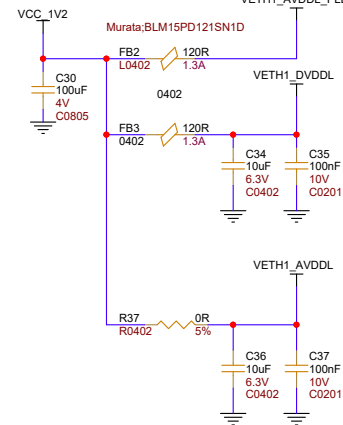 VETH1_AVDDL_PLL
VCC_1V2
Murata;BLM15PD121SN1D
FB2 120R
L0402 1.3A
VETH1_DVDDL
C30
100uF
4V
C0805
0402
FB3 120R
0402 1.3A
C34
10uF
6.3V
C0402
C35
100nF
10V
C0201
VETH1_AVDDL
R37 0R
R0402 5%
C36
10uF
6.3V
C0402
C37
100nF
10V
C0201